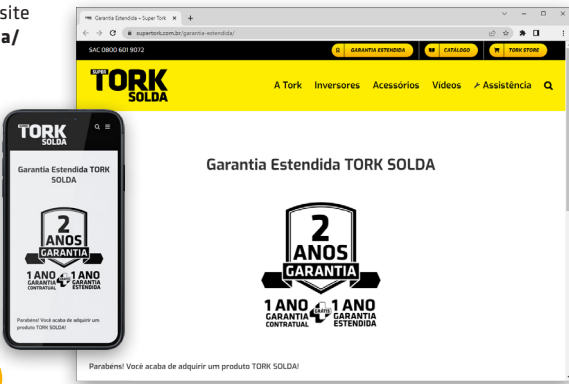 site
a/
Garantia Estendida – Super Tork
supertork.com.br/garantia-estendida/
SAC 0800 601 9072
GARANTIA ESTENDIDA
CATÁLOGO
TORK STORE
SUPER
TORK
SOLDA
A Tork Inversores Acessórios Vídeos Assistência
Garantia Estendida TORK SOLDA
2
ANOS
GARANTIA
1 ANO GRÁTIS 1 ANO
GARANTIA GARANTIA
CONTRATUAL ESTENDIDA
Parabéns! Você acaba de adquirir um produto TORK SOLDA!
TORK
SOLDA
Garantia Estendida TORK
SOLDA
2
ANOS
GARANTIA
1 ANO 1 ANO
GARANTIA GARANTIA
CONTRATUAL ESTENDIDA
Parabéns! Você acaba de adquirir um
produto TORK SOLDA!